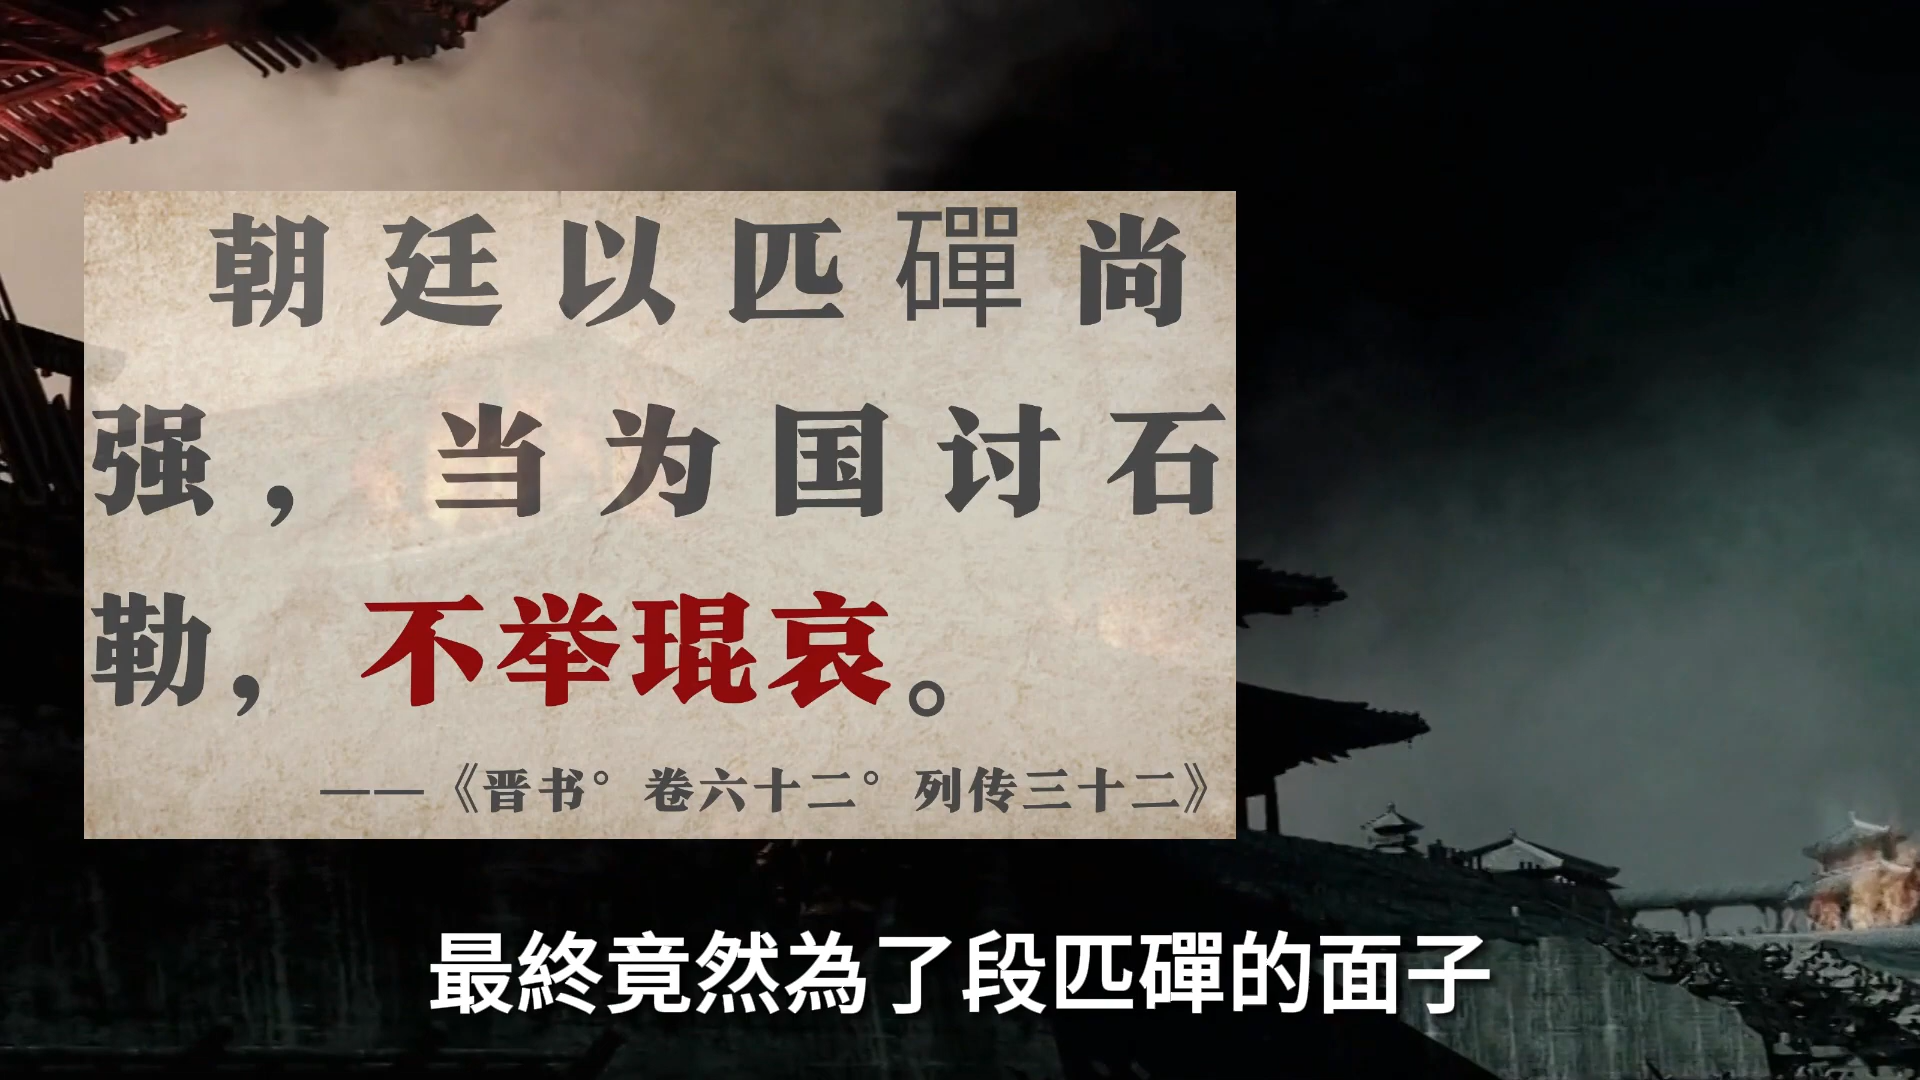 朝廷以匹磾尚
强，当为国讨石
勒，不举琨哀。
——《晋书°卷六十二°列传三十二》
最終竟然為了段匹磾的面子